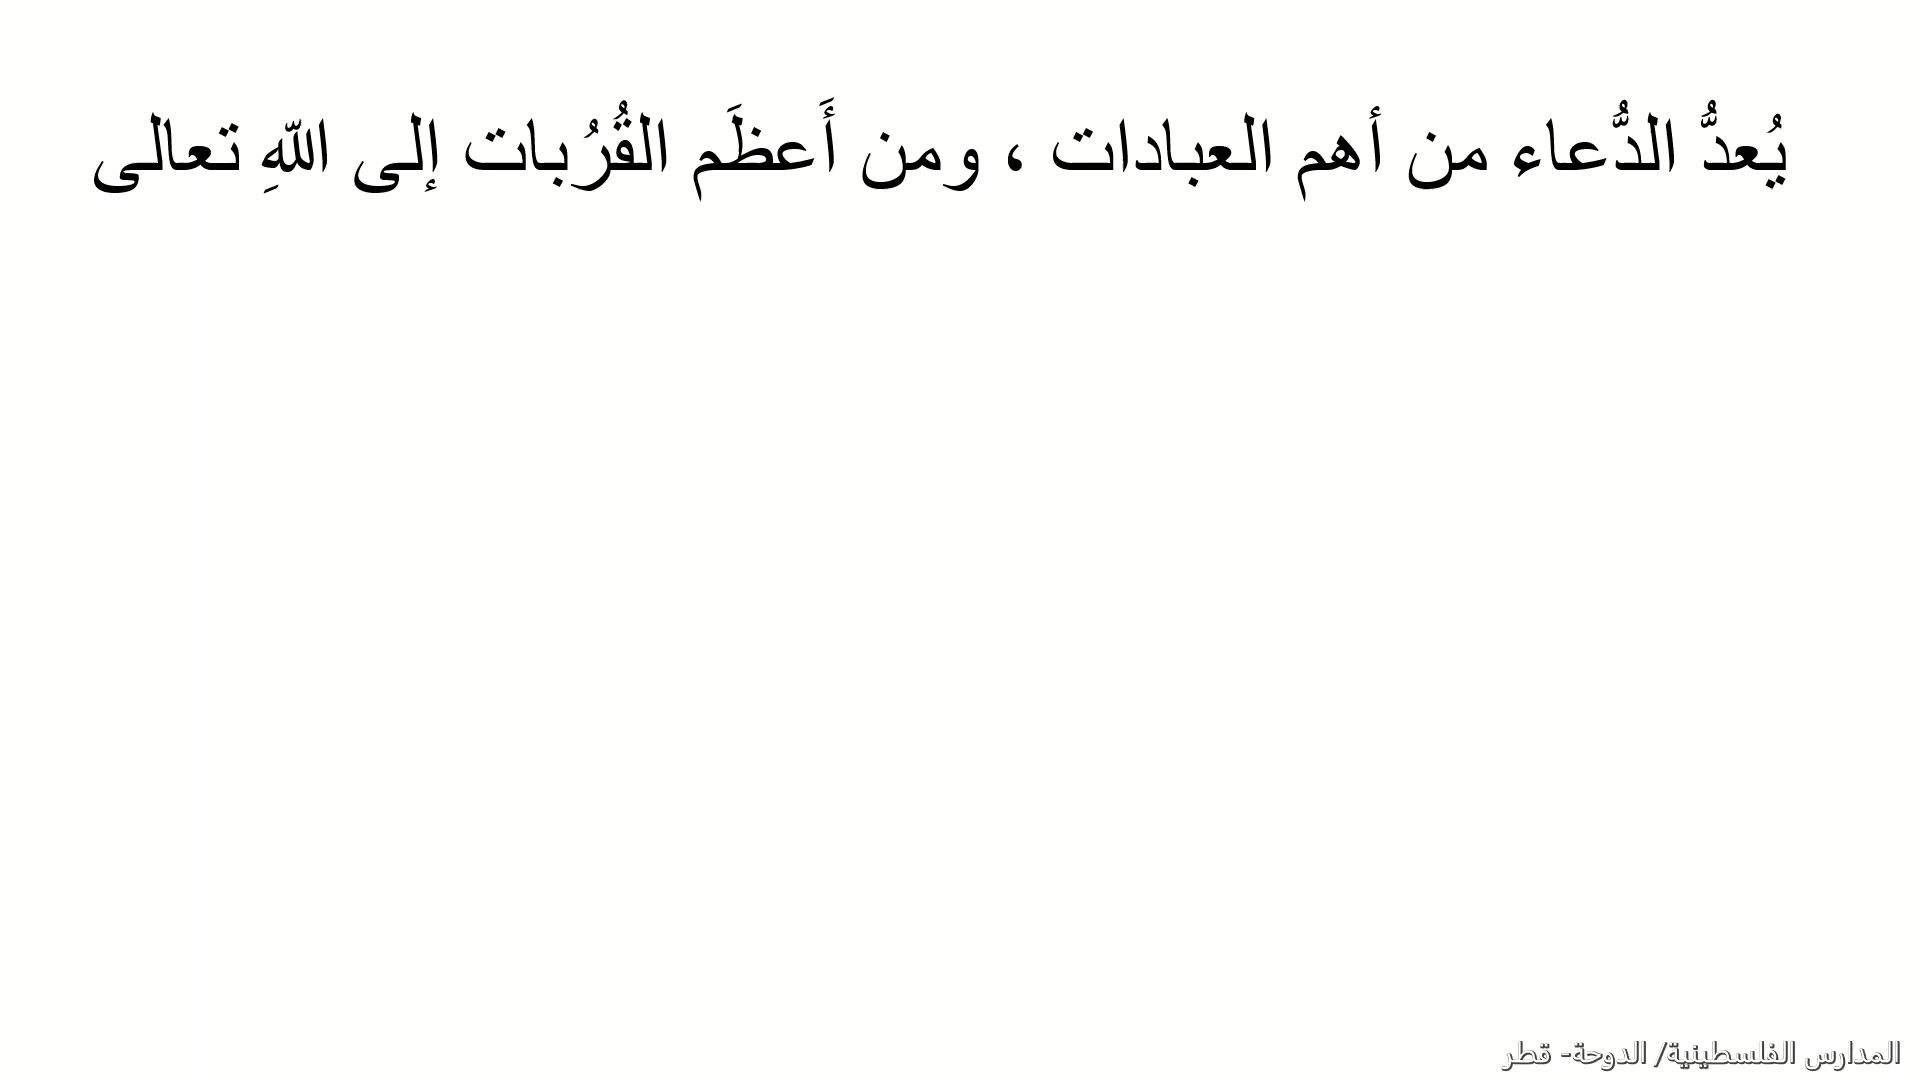 يُعدُّ الدُّعاء من أهم العبادات ، ومن أَعظَم القُرُبات إلى اللّهِ تعالى
المدارس الفلسطينية/ الدوحة- قطر